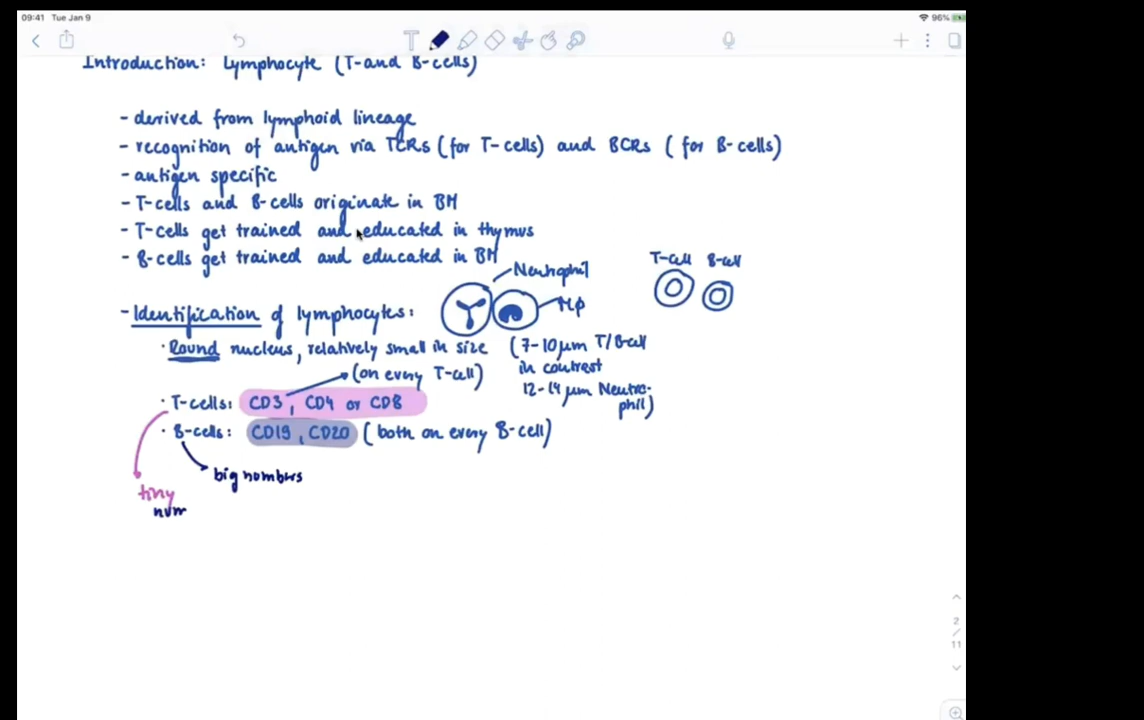 09:41 Tue Jan 9
96%
Introduction: Lymphocyte (T-and B-cells)
- derived from lymphoid lineage
- recognition of antigen via TCRs (for T-cells) and BCRs (for B-cells)
- antigen specific
- T-cells and B-cells originate in BM
- T-cells get trained and educated in thymus
- B-cells get trained and educated in BM
Neutrophil
MΦ
T-cell B-cell
- Identification of lymphocytes:
· Round nucleus, relatively small in size (7-10 µm T/B-cell
in contrast
12-14 µm Neutro-
phil)
(on every T-cell)
· T-cells: CD3, CD4 or CD8
· B-cells: CD19, CD20 (both on every B-cell)
big numbers
tiny
num
2
/
11